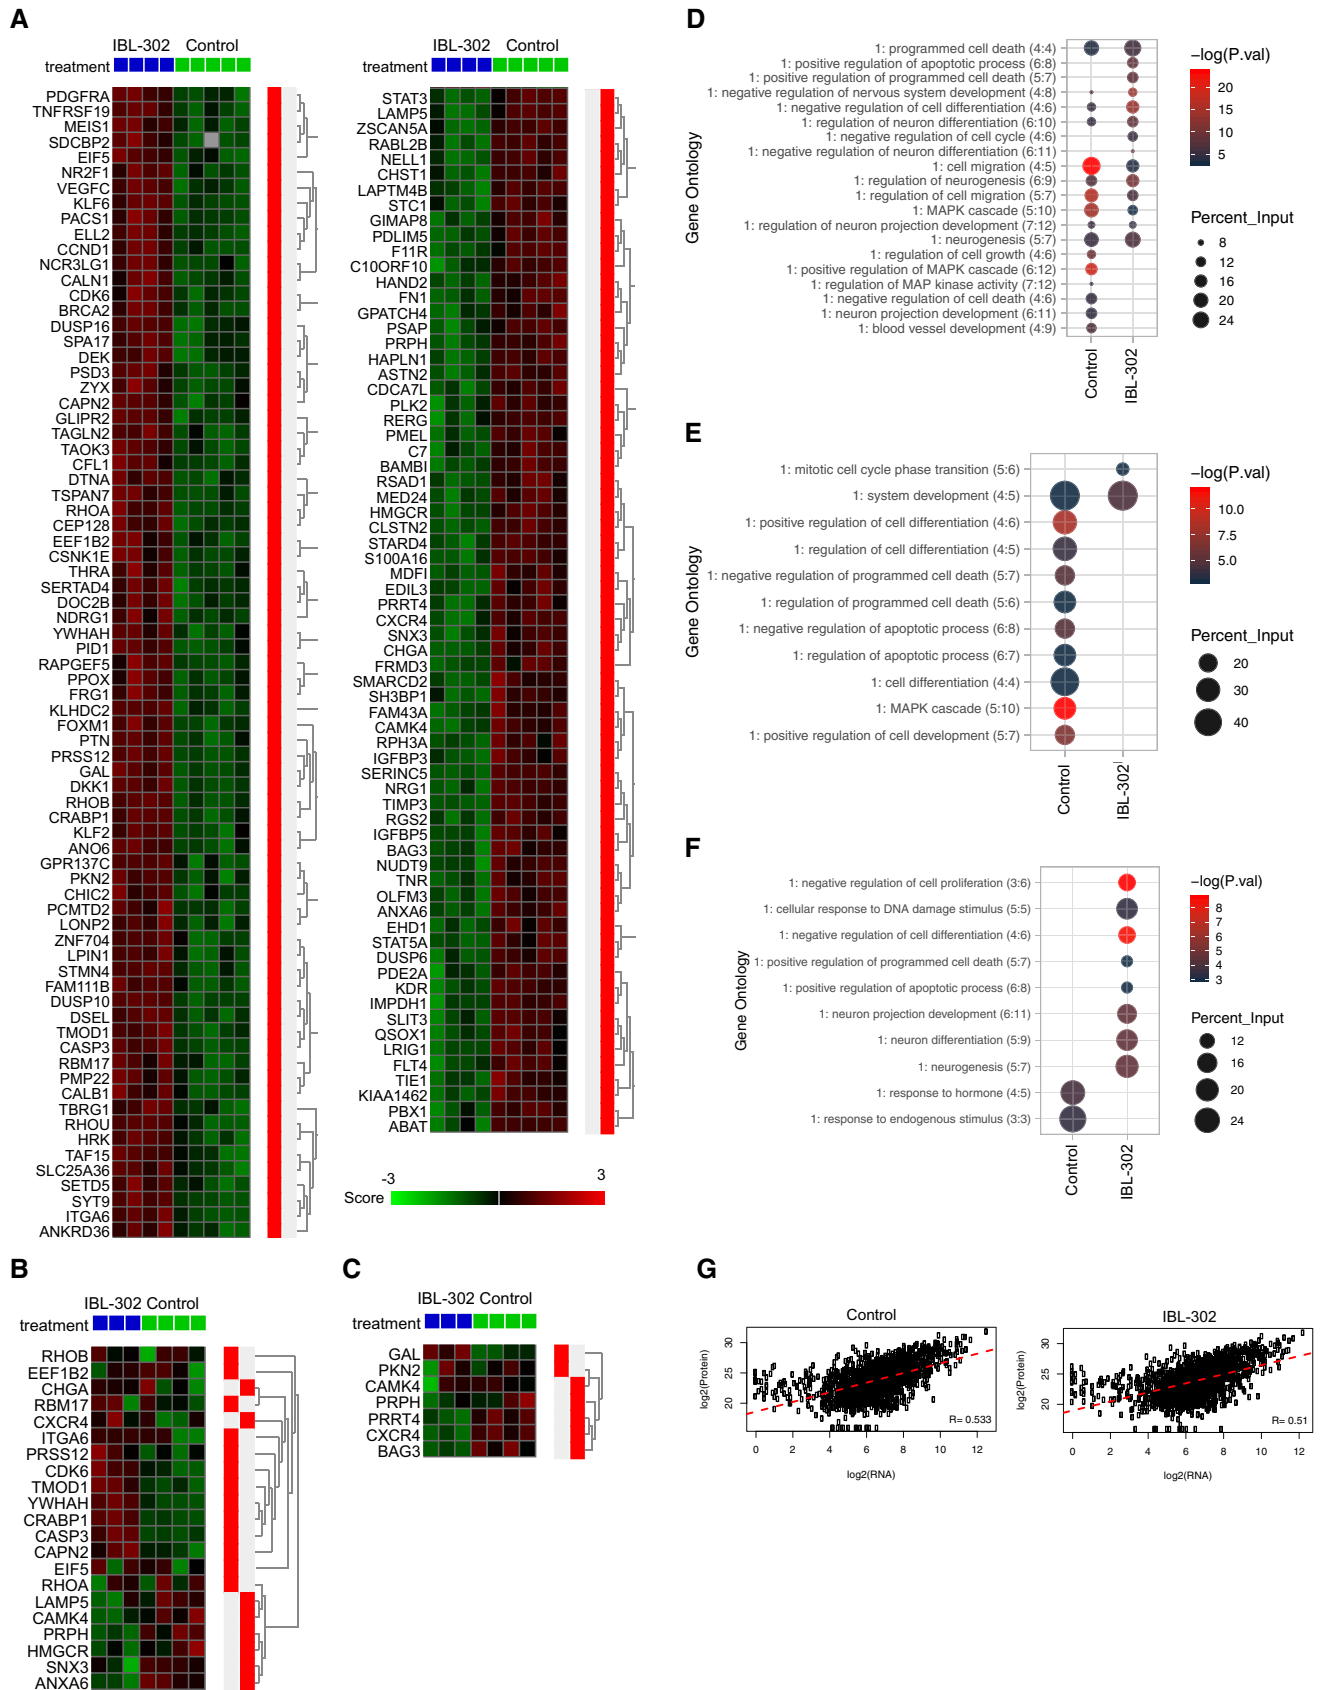 A
IBL-302 Control
treatment
PDGFRA
TNFRSF19
MEIS1
SDCBP2
EIF5
NR2F1
VEGFC
KLF6
PACS1
ELL2
CCND1
NCR3LG1
CALN1
CDK6
BRCA2
DUSP16
SPA17
DEK
PSD3
ZYX
CAPN2
GLIPR2
TAGLN2
TAOK3
CFL1
DTNA
TSPAN7
RHOA
CEP128
EEF1B2
CSNK1E
THRA
SERTAD4
DOC2B
NDRG1
YWHAH
PID1
RAPGEF5
PPOX
FRG1
KLHDC2
FOXM1
PTN
PRSS12
GAL
DKK1
RHOB
CRABP1
KLF2
ANO6
GPR137C
PKN2
CHIC2
PCMTD2
LONP2
ZNF704
LPIN1
STMN4
FAM111B
DUSP10
DSEL
TMOD1
CASP3
RBM17
PMP22
CALB1
TBRG1
RHOU
HRK
TAF15
SLC25A36
SETD5
SYT9
ITGA6
ANKRD36
IBL-302 Control
treatment
STAT3
LAMP5
ZSCAN5A
RABL2B
NELL1
CHST1
LAPTM4B
STC1
GIMAP8
PDLIM5
F11R
C10ORF10
HAND2
FN1
GPATCH4
PSAP
PRPH
HAPLN1
ASTN2
CDCA7L
PLK2
RERG
PMEL
C7
BAMBI
RSAD1
MED24
HMGCR
CLSTN2
STARD4
S100A16
MDFI
EDIL3
PRRT4
CXCR4
SNX3
CHGA
FRMD3
SMARCD2
SH3BP1
FAM43A
CAMK4
RPH3A
IGFBP3
SERINC5
NRG1
TIMP3
RGS2
IGFBP5
BAG3
NUDT9
TNR
OLFM3
ANXA6
EHD1
STAT5A
DUSP6
PDE2A
KDR
IMPDH1
SLIT3
QSOX1
LRIG1
FLT4
TIE1
KIAA1462
PBX1
ABAT
-3 3
Score
B
IBL-302 Control
treatment
RHOB
EEF1B2
CHGA
RBM17
CXCR4
ITGA6
PRSS12
CDK6
TMOD1
YWHAH
CRABP1
CASP3
CAPN2
EIF5
RHOA
LAMP5
CAMK4
PRPH
HMGCR
SNX3
ANXA6
C
IBL-302 Control
treatment
GAL
PKN2
CAMK4
PRPH
PRRT4
CXCR4
BAG3
D
Gene Ontology
1: programmed cell death (4:4)
1: positive regulation of apoptotic process (6:8)
1: positive regulation of programmed cell death (5:7)
1: negative regulation of nervous system development (4:8)
1: negative regulation of cell differentiation (4:6)
1: regulation of neuron differentiation (6:10)
1: negative regulation of cell cycle (4:6)
1: negative regulation of neuron differentiation (6:11)
1: cell migration (4:5)
1: regulation of neurogenesis (6:9)
1: regulation of cell migration (5:7)
1: MAPK cascade (5:10)
1: regulation of neuron projection development (7:12)
1: neurogenesis (5:7)
1: regulation of cell growth (4:6)
1: positive regulation of MAPK cascade (6:12)
1: regulation of MAP kinase activity (7:12)
1: negative regulation of cell death (4:6)
1: neuron projection development (6:11)
1: blood vessel development (4:9)
Control
IBL-302
−log(P.val)
20
15
10
5
Percent_Input
8
12
16
20
24
E
Gene Ontology
1: mitotic cell cycle phase transition (5:6)
1: system development (4:5)
1: positive regulation of cell differentiation (4:6)
1: regulation of cell differentiation (4:5)
1: negative regulation of programmed cell death (5:7)
1: regulation of programmed cell death (5:6)
1: negative regulation of apoptotic process (6:8)
1: regulation of apoptotic process (6:7)
1: cell differentiation (4:4)
1: MAPK cascade (5:10)
1: positive regulation of cell development (5:7)
Control
IBL-302
−log(P.val)
10.0
7.5
5.0
Percent_Input
20
30
40
F
Gene Ontology
1: negative regulation of cell proliferation (3:6)
1: cellular response to DNA damage stimulus (5:5)
1: negative regulation of cell differentiation (4:6)
1: positive regulation of programmed cell death (5:7)
1: positive regulation of apoptotic process (6:8)
1: neuron projection development (6:11)
1: neuron differentiation (5:9)
1: neurogenesis (5:7)
1: response to hormone (4:5)
1: response to endogenous stimulus (3:3)
Control
IBL-302
−log(P.val)
8
7
6
5
4
3
Percent_Input
12
16
20
24
G
Control
log2(Protein)
30
25
20
R= 0.533
0 2 4 6 8 10 12
log2(RNA)
IBL-302
log2(Protein)
30
25
20
R= 0.51
0 2 4 6 8 10 12
log2(RNA)